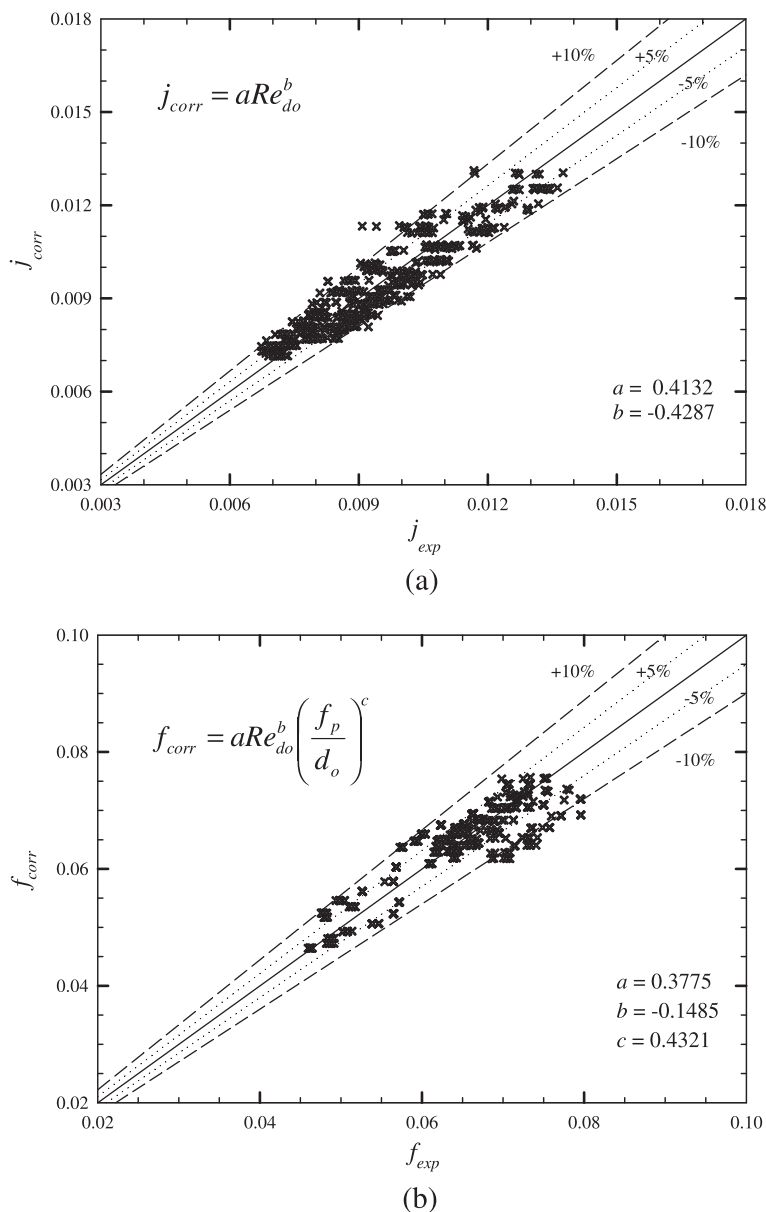 0.018
+10%
+5%
-5%
-10%
j_corr = aRe_do^b
0.015
0.012
j_corr
0.009
0.006
a = 0.4132
b = -0.4287
0.003
0.003 0.006 0.009 0.012 0.015 0.018
j_exp
(a)
0.10
+10%
+5%
-5%
-10%
f_corr = aRe_do^b (f_p / d_o)^c
0.08
f_corr
0.06
0.04
a = 0.3775
b = -0.1485
c = 0.4321
0.02
0.02 0.04 0.06 0.08 0.10
f_exp
(b)